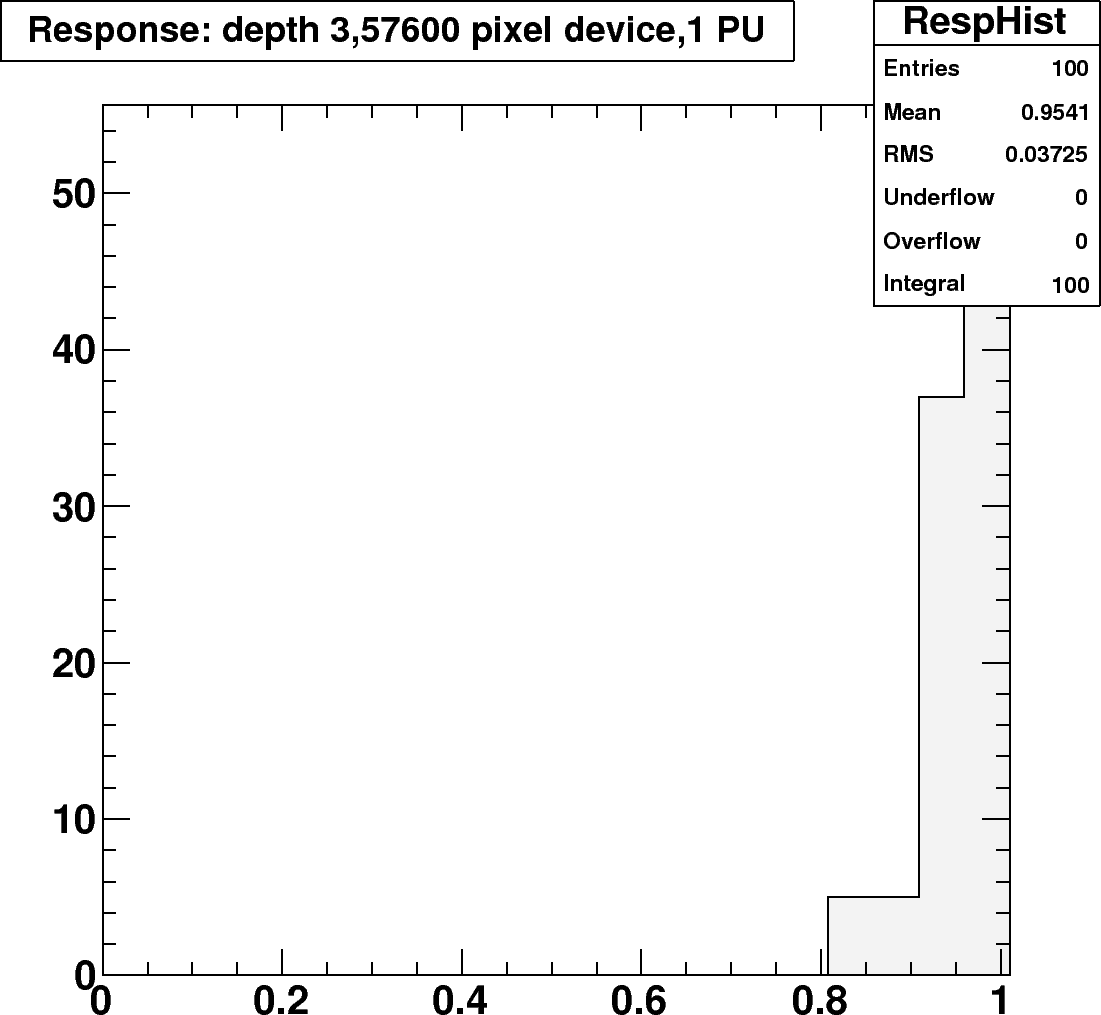 Response: depth 3,57600 pixel device,1 PU
RespHist
Entries 100
Mean 0.9541
RMS 0.03725
Underflow 0
Overflow 0
Integral 100
50
40
30
20
10
0
0 0.2 0.4 0.6 0.8 1